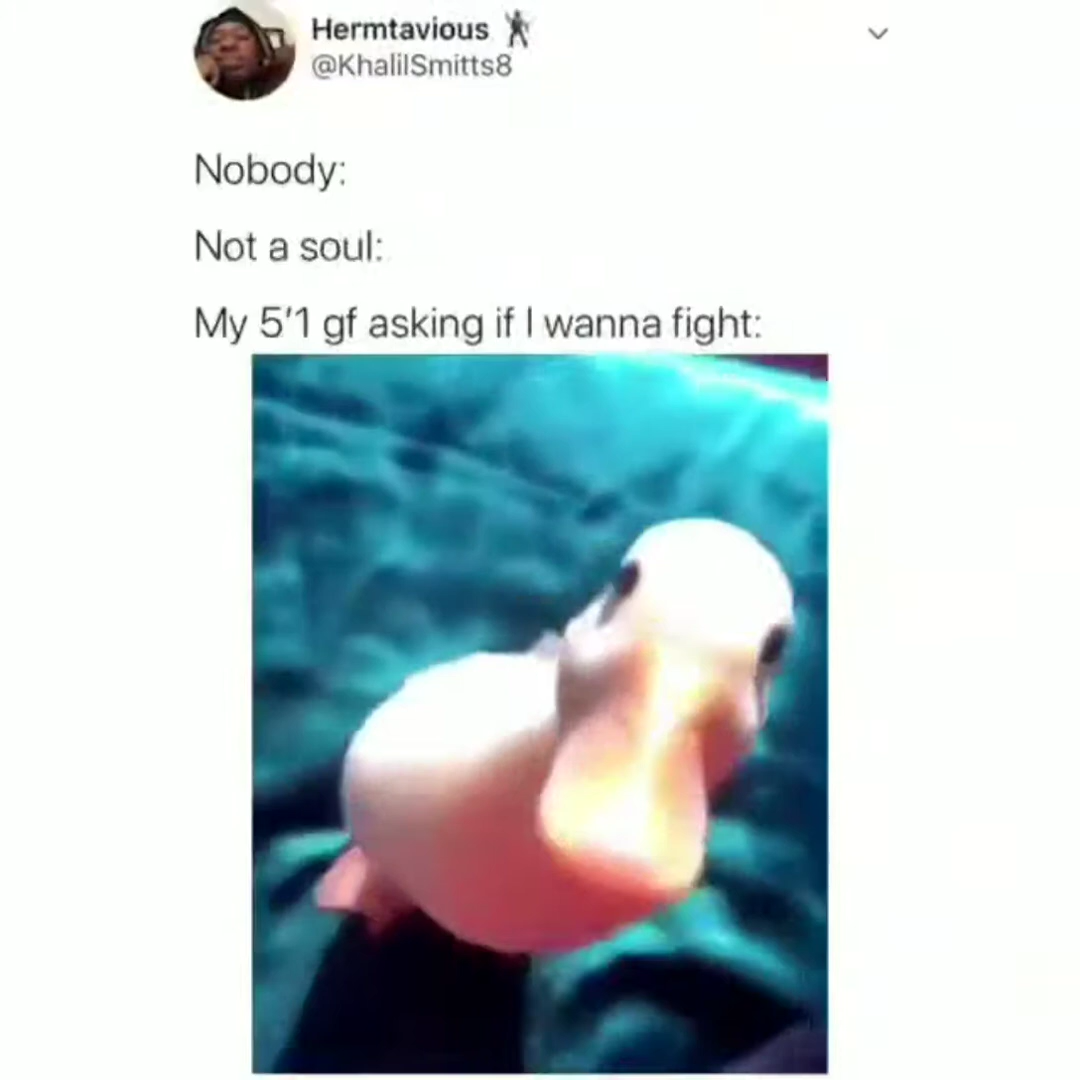 Hermtavious
@KhalilSmitts8
Nobody:
Not a soul:
My 5'1 gf asking if I wanna fight: